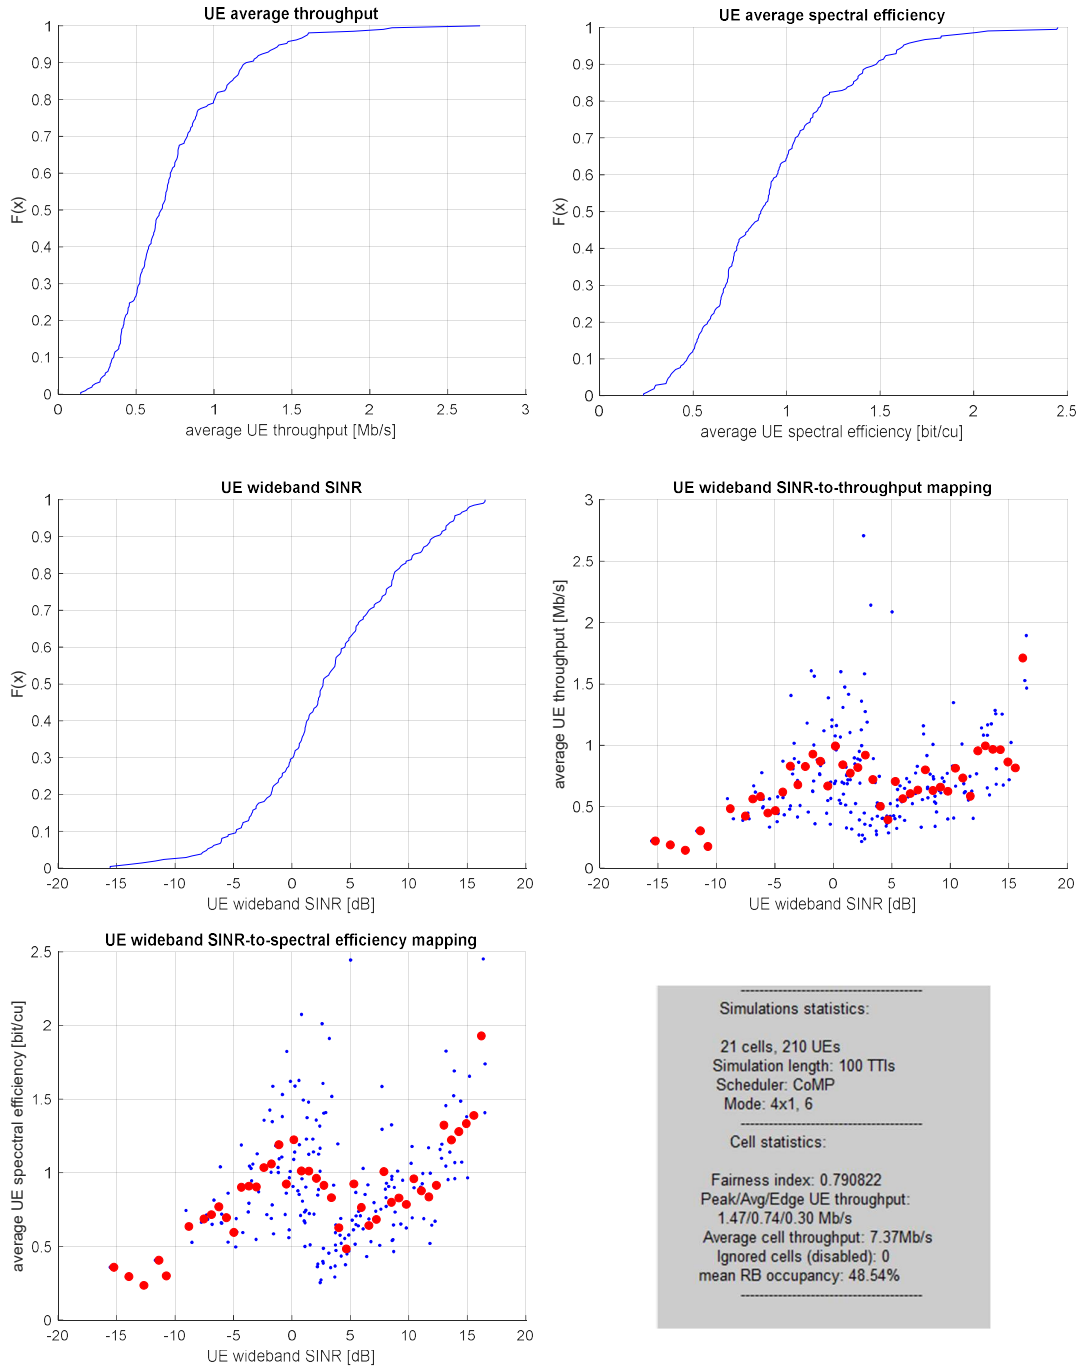 UE average throughput
1
0.9
0.8
0.7
0.6
0.5
0.4
0.3
0.2
0.1
0
F(x)
0 0.5 1 1.5 2 2.5 3
average UE throughput [Mb/s]
UE average spectral efficiency
1
0.9
0.8
0.7
0.6
0.5
0.4
0.3
0.2
0.1
0
F(x)
0 0.5 1 1.5 2 2.5
average UE spectral efficiency [bit/cu]
UE wideband SINR
1
0.9
0.8
0.7
0.6
0.5
0.4
0.3
0.2
0.1
0
F(x)
-20 -15 -10 -5 0 5 10 15 20
UE wideband SINR [dB]
UE wideband SINR-to-throughput mapping
3
2.5
2
1.5
1
0.5
0
average UE throughput [Mb/s]
-20 -15 -10 -5 0 5 10 15 20
UE wideband SINR [dB]
UE wideband SINR-to-spectral efficiency mapping
2.5
2
1.5
1
0.5
0
average UE specctral efficiency [bit/cu]
-20 -15 -10 -5 0 5 10 15 20
UE wideband SINR [dB]
----------------------------------------
Simulations statistics:
21 cells, 210 UEs
Simulation length: 100 TTIs
Scheduler: CoMP
Mode: 4x1, 6
----------------------------------------
Cell statistics:
Fairness index: 0.790822
Peak/Avg/Edge UE throughput:
1.47/0.74/0.30 Mb/s
Average cell throughput: 7.37Mb/s
Ignored cells (disabled): 0
mean RB occupancy: 48.54%
----------------------------------------